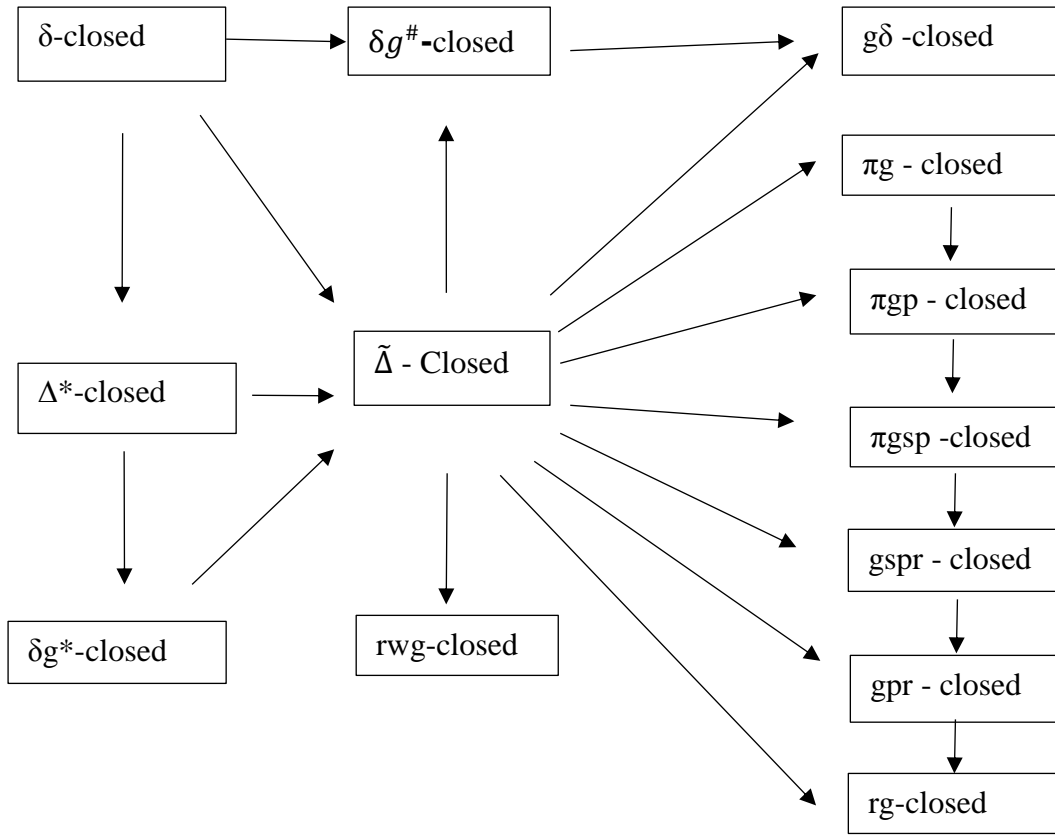 δ-closed
δg^#-closed
gδ -closed
πg - closed
πgp - closed
Δ̃ - Closed
Δ*-closed
πgsp -closed
gspr - closed
δg*-closed
rwg-closed
gpr - closed
rg-closed